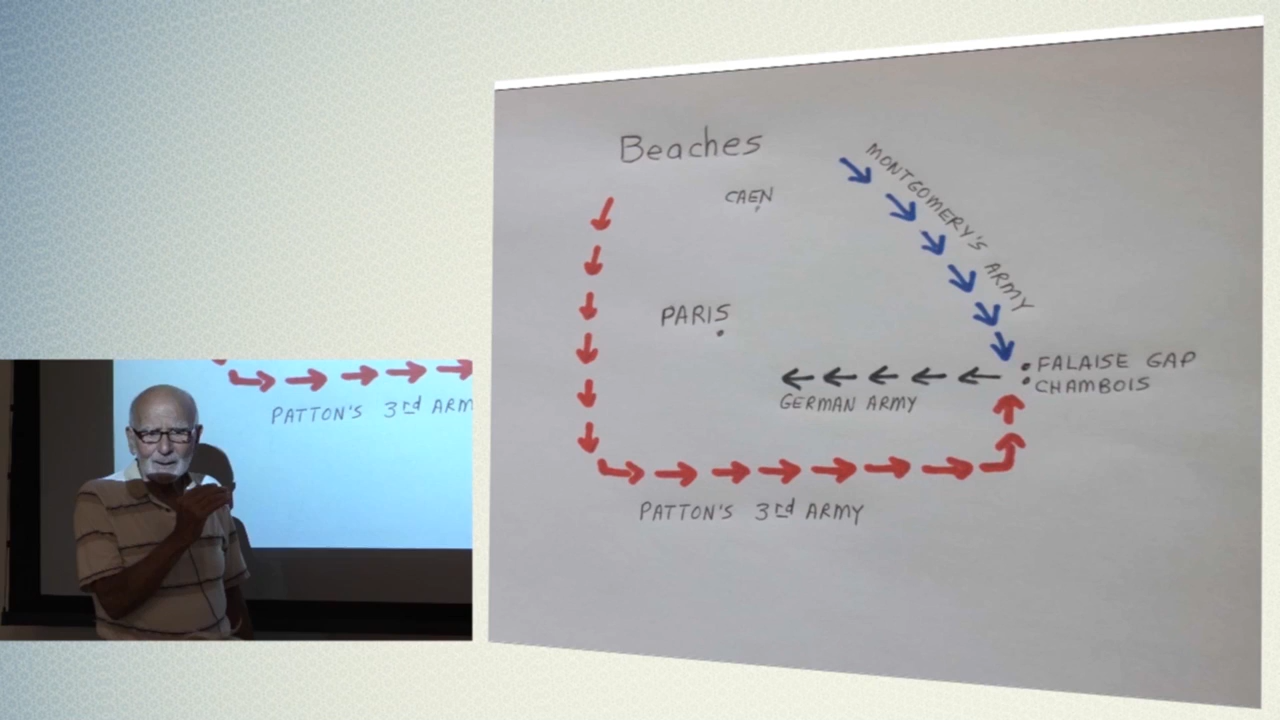 Beaches
MONTGOMERY'S ARMY
CAEN
PARIS
FALAISE GAP
CHAMBOIS
GERMAN ARMY
PATTON'S 3rd ARMY
PATTON'S 3rd ARM